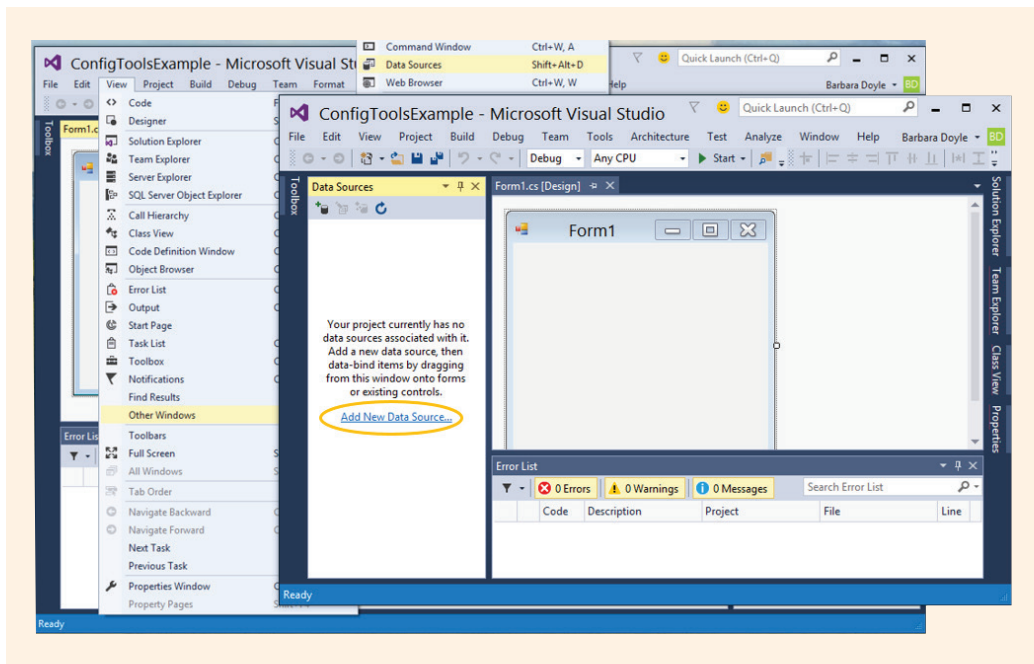 Command Window Ctrl+W, A
Data Sources Shift+Alt+D
Web Browser Ctrl+W, W
ConfigToolsExample - Microsoft Visual St
Quick Launch (Ctrl+Q)
File Edit View Project Build Debug Team Format
Help
Barbara Doyle BD
Toolbox
Form1.c
Code
Designer
Solution Explorer
Team Explorer
Server Explorer
SQL Server Object Explorer
Call Hierarchy
Class View
Code Definition Window
Object Browser
Error List
Output
Start Page
Task List
Toolbox
Notifications
Find Results
Other Windows
Toolbars
Full Screen
All Windows
Tab Order
Navigate Backward
Navigate Forward
Next Task
Previous Task
Properties Window
Property Pages
Error Lis
Ready
ConfigToolsExample - Microsoft Visual Studio
Quick Launch (Ctrl+Q)
File Edit View Project Build Debug Team Tools Architecture Test Analyze Window Help Barbara Doyle BD
Debug Any CPU Start
Toolbox
Data Sources
Form1.cs [Design]
Form1
Your project currently has no
data sources associated with it.
Add a new data source, then
data-bind items by dragging
from this window onto forms
or existing controls.
Add New Data Source...
Solution Explorer
Team Explorer
Class View
Properties
Error List
0 Errors 0 Warnings 0 Messages Search Error List
Code Description Project File Line
Ready